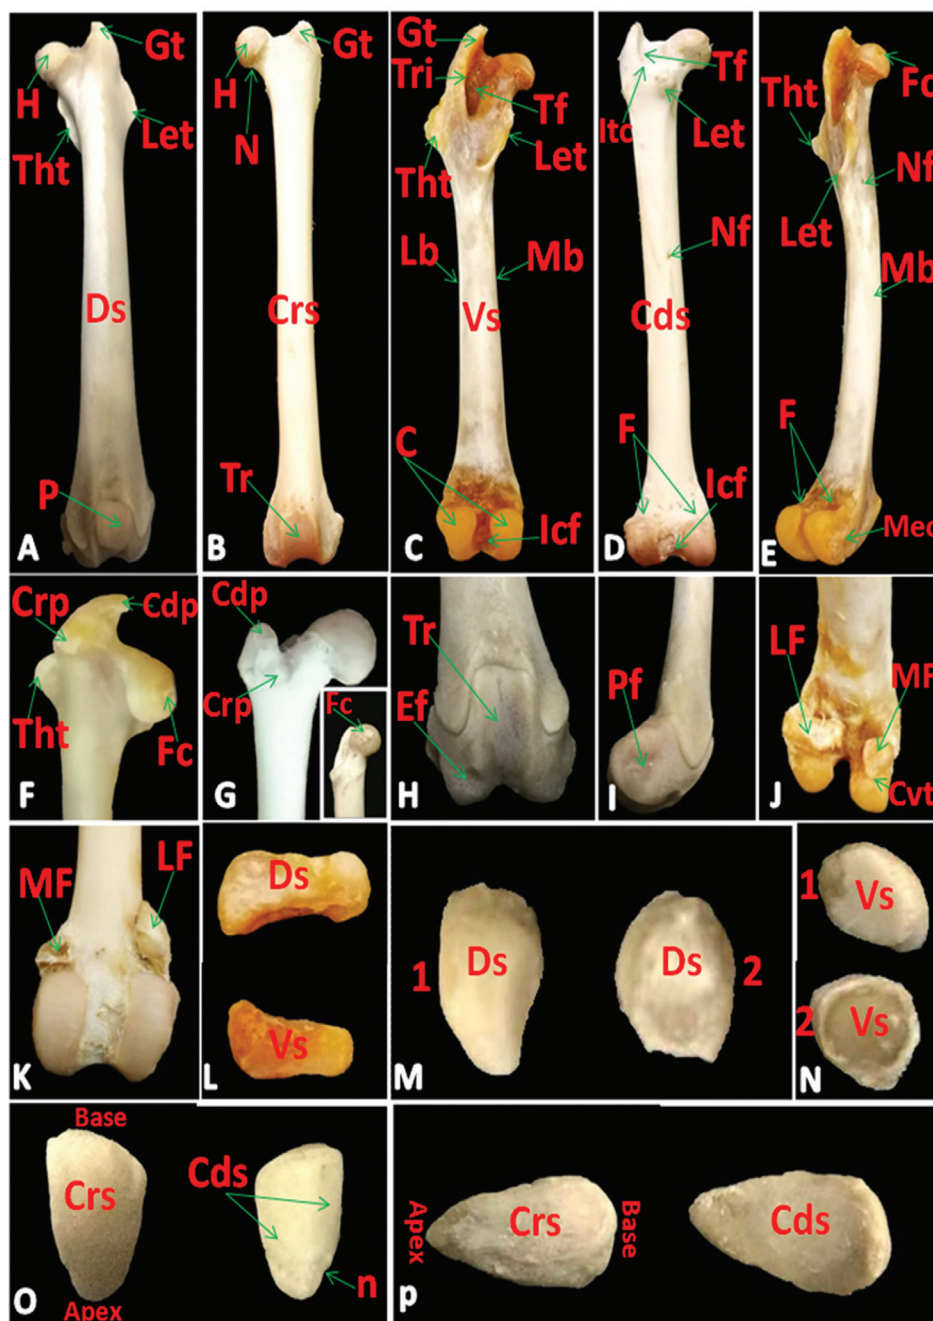 Gt
H
Let
Tht
Ds
P
A
Gt
H
N
Crs
Tr
B
Gt
Tri
Tf
Let
Tht
Lb
Mb
Vs
C
Icf
C
Tf
Itc
Let
Nf
Cds
F
Icf
D
Fc
Tht
Nf
Let
Mb
F
Mec
E
Crp
Cdp
Tht
Fc
F
Cdp
Crp
Fc
G
Tr
Ef
H
Pf
I
LF
MF
Cvt
J
MF
LF
K
Ds
Vs
L
1
Ds
Ds
2
M
1
Vs
2
Vs
N
Base
Crs
Apex
Cds
n
O
Apex
Crs
Base
Cds
p